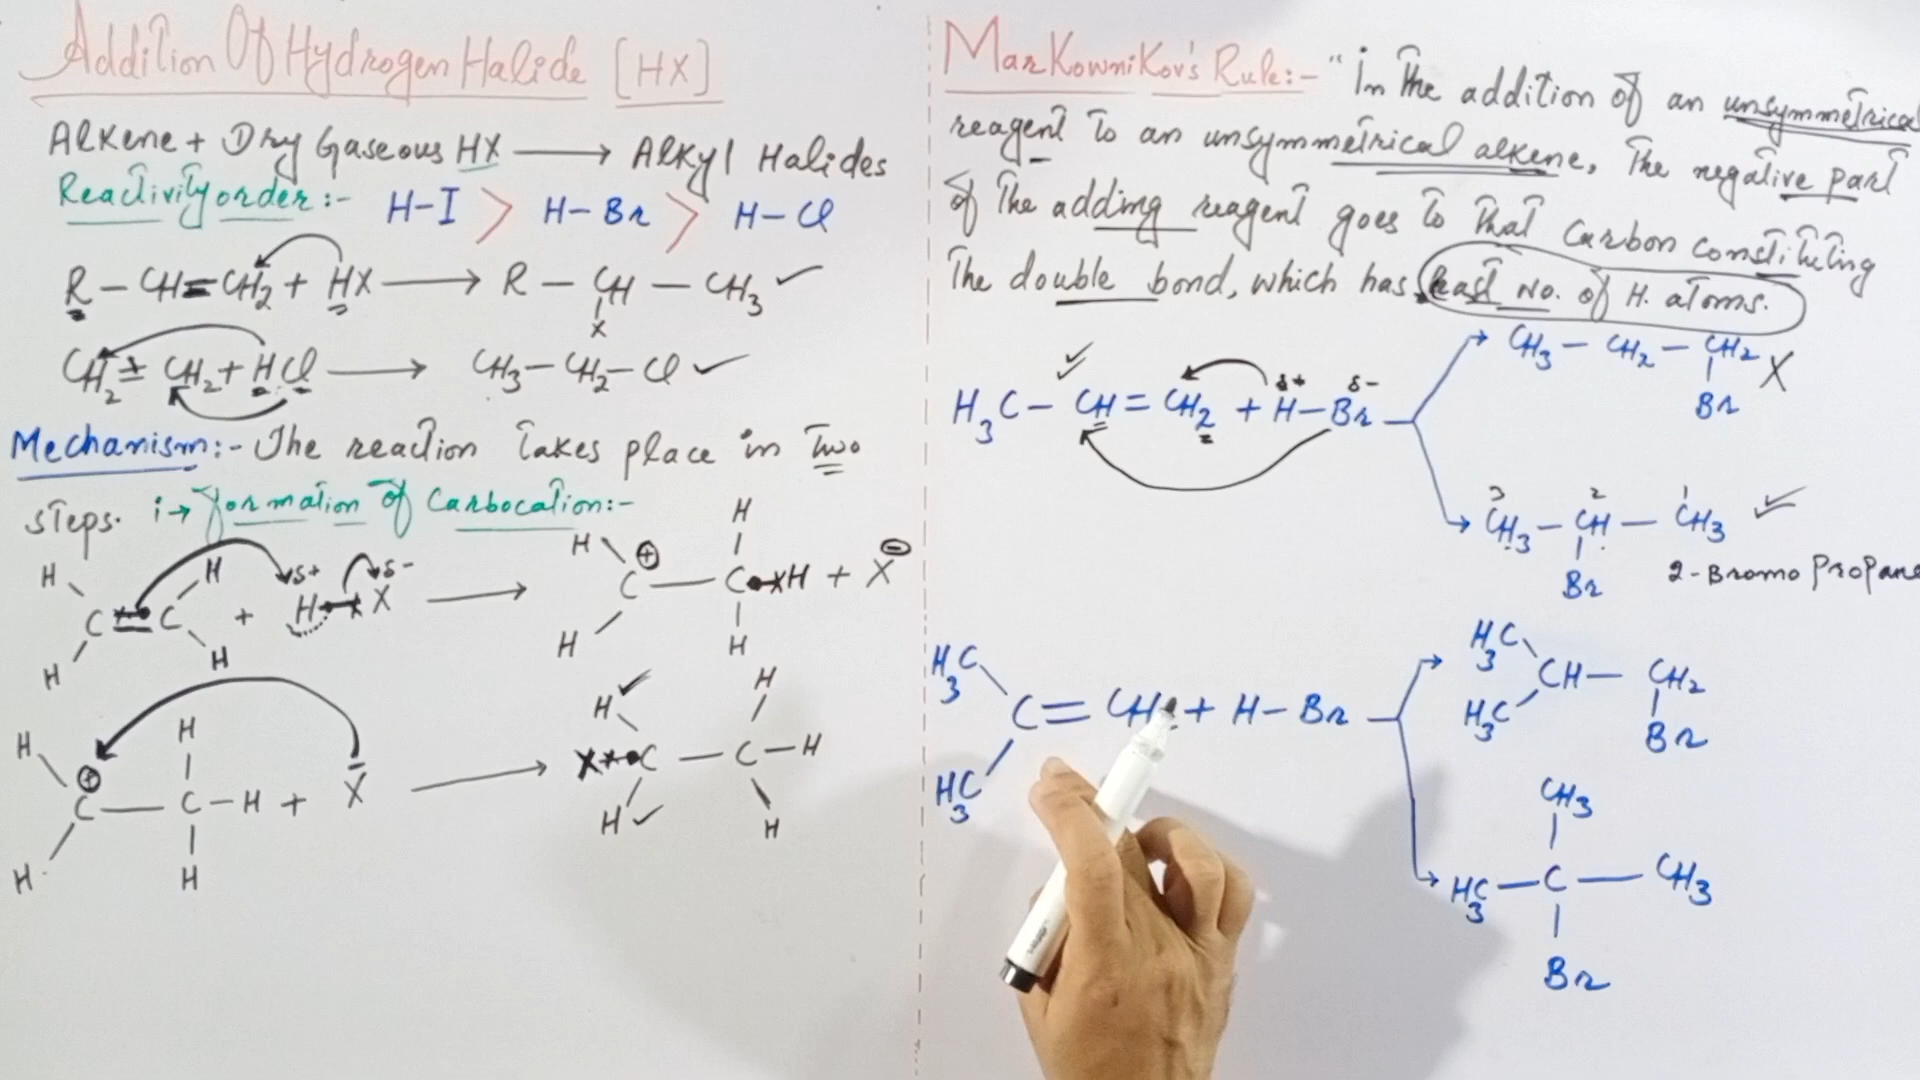 Addition Of Hydrogen Halide [HX]
Alkene + Dry Gaseous HX ⟶ Alkyl Halides
Reactivity order :- H-I > H-Br > H-Cl
R - CH = CH2 + HX ⟶ R - CH - CH3 ✓
X
CH2 = CH2 + HCl ⟶ CH3 - CH2 - Cl ✓
Mechanism :- The reaction takes place in Two
steps. i→ formation of Carbocation :-
H H δ+ δ- H ⊕ H
C = C + H - X ⟶ C - C - H + X⊖
H H H H
H H H ✓ H
⊕ C - C - H + X̄ ⟶ X - C - C - H
H H H ✓ H
MarKowniKov's Rule :- "In The addition of an unsymmetrical
reagent To an unsymmetrical alkene, The negative part
of The adding reagent goes to That Carbon constituting
The double bond, which has least No. of H. atoms.
CH3 - CH2 - CH2 X
Br
✓ δ+ δ-
H3C - CH = CH2 + H - Br
3 2 1
CH3 - CH - CH3 ✓
Br
2-Bromo Propane
H3C H3C
C = CH + H - Br CH - CH2
H3C H3C Br
CH3
H3C - C - CH3
Br